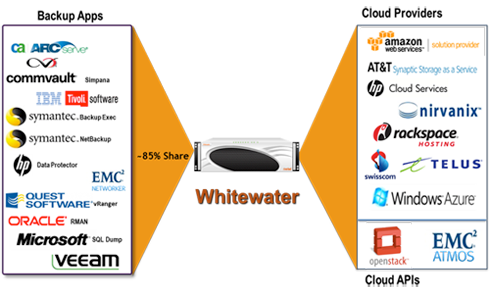 Backup Apps
ca ARCserve
commvault Simpana
IBM Tivoli software
symantec. Backup Exec
symantec. NetBackup
hp Data Protector
EMC²
NETWORKER
QUEST
SOFTWARE vRanger
ORACLE RMAN
Microsoft SQL Dump
veeam
~85% Share
Whitewater
Cloud Providers
amazon
web services solution provider
AT&T Synaptic Storage as a Service
hp Cloud Services
nirvanix
rackspace
HOSTING
swisscom
TELUS
Windows Azure
openstack
EMC²
ATMOS
Cloud APIs